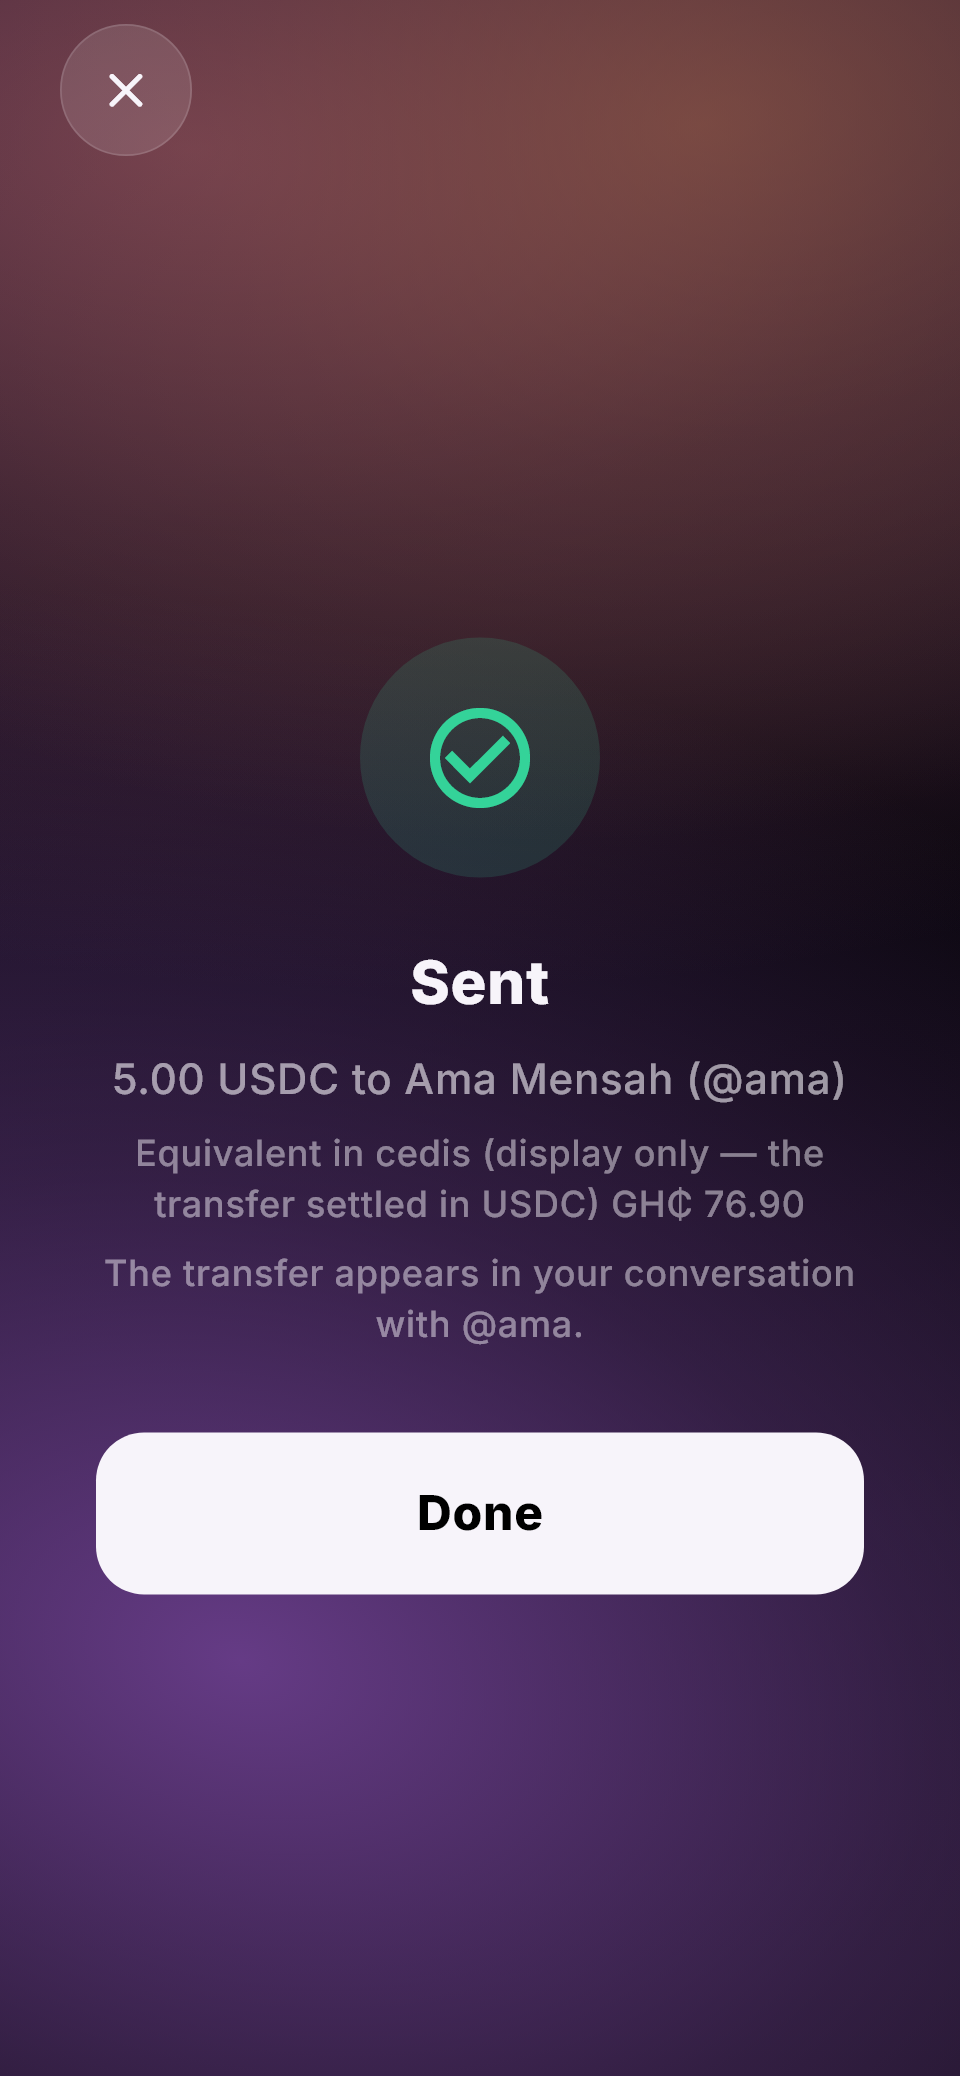 Sent
5.00 USDC to Ama Mensah (@ama)
Equivalent in cedis (display only — the
transfer settled in USDC) GH₵ 76.90
The transfer appears in your conversation
with @ama.
Done